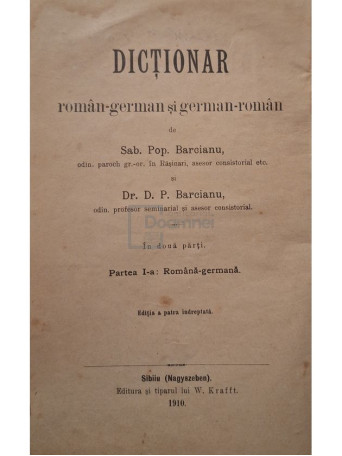 DICȚIONAR
român-german și german-român
de
Sab. Pop. Barcianu,
odin. paroch gr.-or. în Rășinari, asesor consistorial etc.
și
Dr. D. P. Barcianu,
odin. profesor seminarial și asesor consistorial.
În două părți.
Partea I-a: Română-germană.
Ediția a patra îndreptată.
Sibiiu (Nagyszeben).
Editura și tiparul lui W. Krafft.
1910.